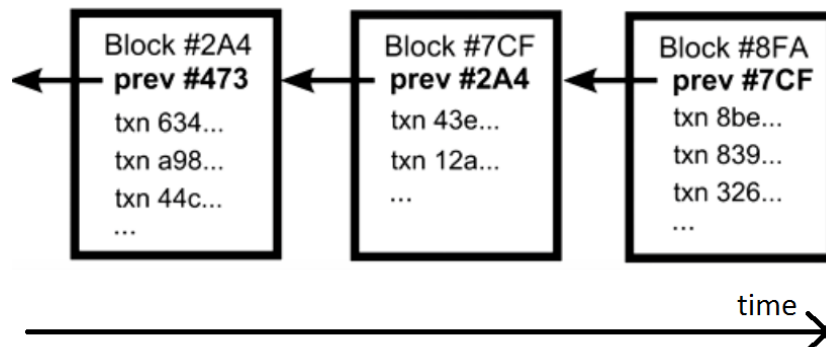 Block #2A4
prev #473
txn 634...
txn a98...
txn 44c...
...
Block #7CF
prev #2A4
txn 43e...
txn 12a...
...
Block #8FA
prev #7CF
txn 8be...
txn 839...
txn 326...
...
time